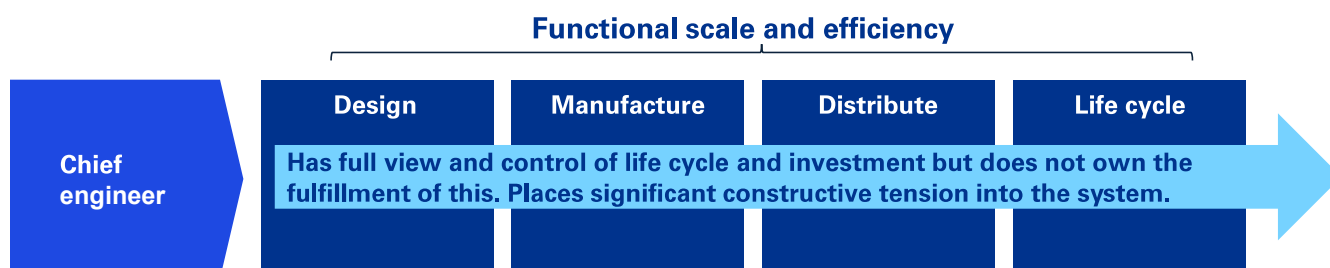 Functional scale and efficiency
Design
Manufacture
Distribute
Life cycle
Chief
engineer
Has full view and control of life cycle and investment but does not own the
fulfillment of this. Places significant constructive tension into the system.